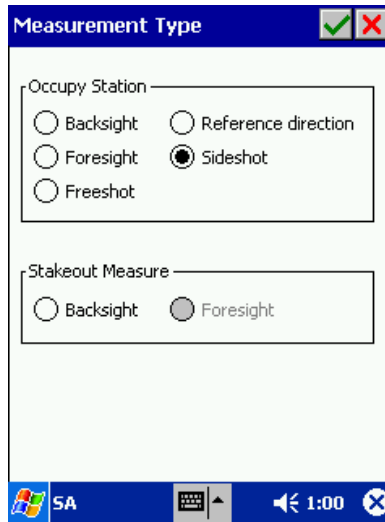 Measurement Type
Occupy Station
Backsight Reference direction
Foresight Sideshot
Freeshot
Stakeout Measure
Backsight Foresight
SA 1:00